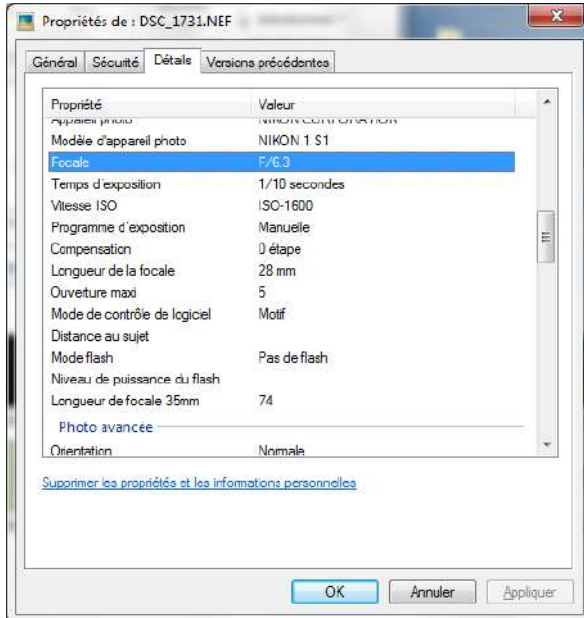 Propriétés de : DSC_1731.NEF
Général Sécurité Détails Versions précédentes
Propriété Valeur
Appareil photo NIKON CORPORATION
Modèle d'appareil photo NIKON 1 S1
Focale F/6.3
Temps d'exposition 1/10 secondes
Vitesse ISO ISO-1600
Programme d'exposition Manuelle
Compensation 0 étape
Longueur de la focale 28 mm
Ouverture maxi 5
Mode de contrôle de logiciel Motif
Distance au sujet
Mode flash Pas de flash
Niveau de puissance du flash
Longueur de focale 35mm 74
Photo avancée
Orientation Normale
Supprimer les propriétés et les informations personnelles
OK Annuler Appliquer